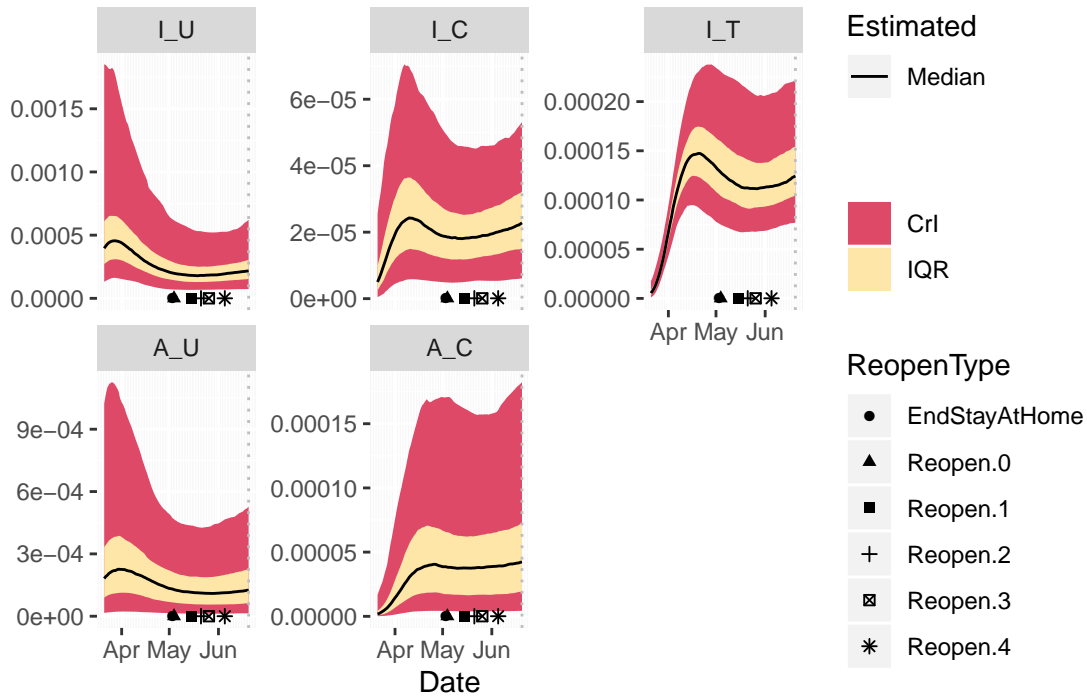 I_U
I_C
I_T
0.0015
0.0010
0.0005
0.0000
6e−05
4e−05
2e−05
0e+00
0.00020
0.00015
0.00010
0.00005
0.00000
Apr May Jun
A_U
A_C
9e−04
6e−04
3e−04
0e+00
0.00015
0.00010
0.00005
0.00000
Apr May Jun
Apr May Jun
Date
Estimated
Median
CrI
IQR
ReopenType
EndStayAtHome
Reopen.0
Reopen.1
Reopen.2
Reopen.3
Reopen.4